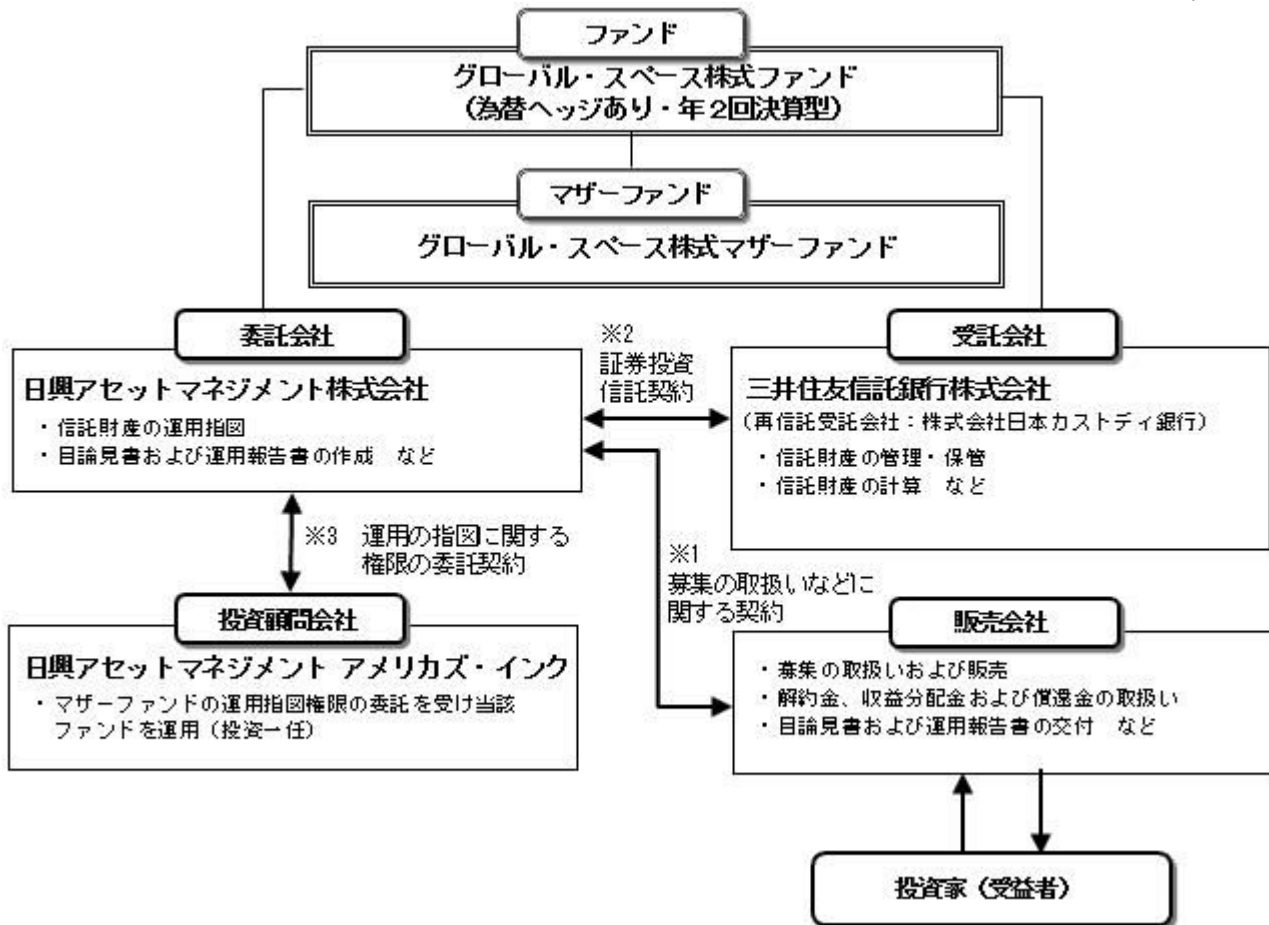 ファンド
グローバル・スペース株式ファンド
(為替ヘッジあり・年2回決算型)
マザーファンド
グローバル・スペース株式マザーファンド
委託会社
日興アセットマネジメント株式会社
・信託財産の運用指図
・目論見書および運用報告書の作成 など
※2
証券投資
信託契約
受託会社
三井住友信託銀行株式会社
(再信託受託会社:株式会社日本カストディ銀行)
・信託財産の管理・保管
・信託財産の計算 など
※3 運用の指図に関する
権限の委託契約
※1
募集の取扱いなどに
関する契約
投資顧問会社
日興アセットマネジメント アメリカズ・インク
・マザーファンドの運用指図権限の委託を受け当該
ファンドを運用(投資一任)
販売会社
・募集の取扱いおよび販売
・解約金、収益分配金および償還金の取扱い
・目論見書および運用報告書の交付 など
投資家(受益者)